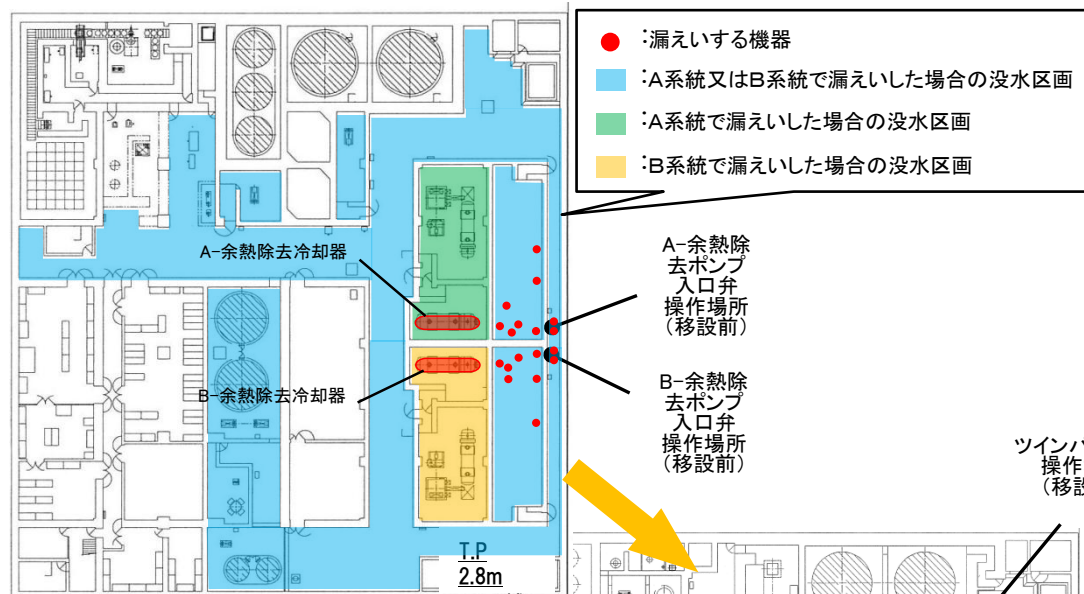 :漏えいする機器
:A系統又はB系統で漏えいした場合の没水区画
:A系統で漏えいした場合の没水区画
:B系統で漏えいした場合の没水区画
A-余熱除去冷却器
A-余熱除
去ポンプ
入口弁
操作場所
(移設前)
B-余熱除去冷却器
B-余熱除
去ポンプ
入口弁
操作場所
(移設前)
ツインパ
操作
(移設
T.P
2.8m